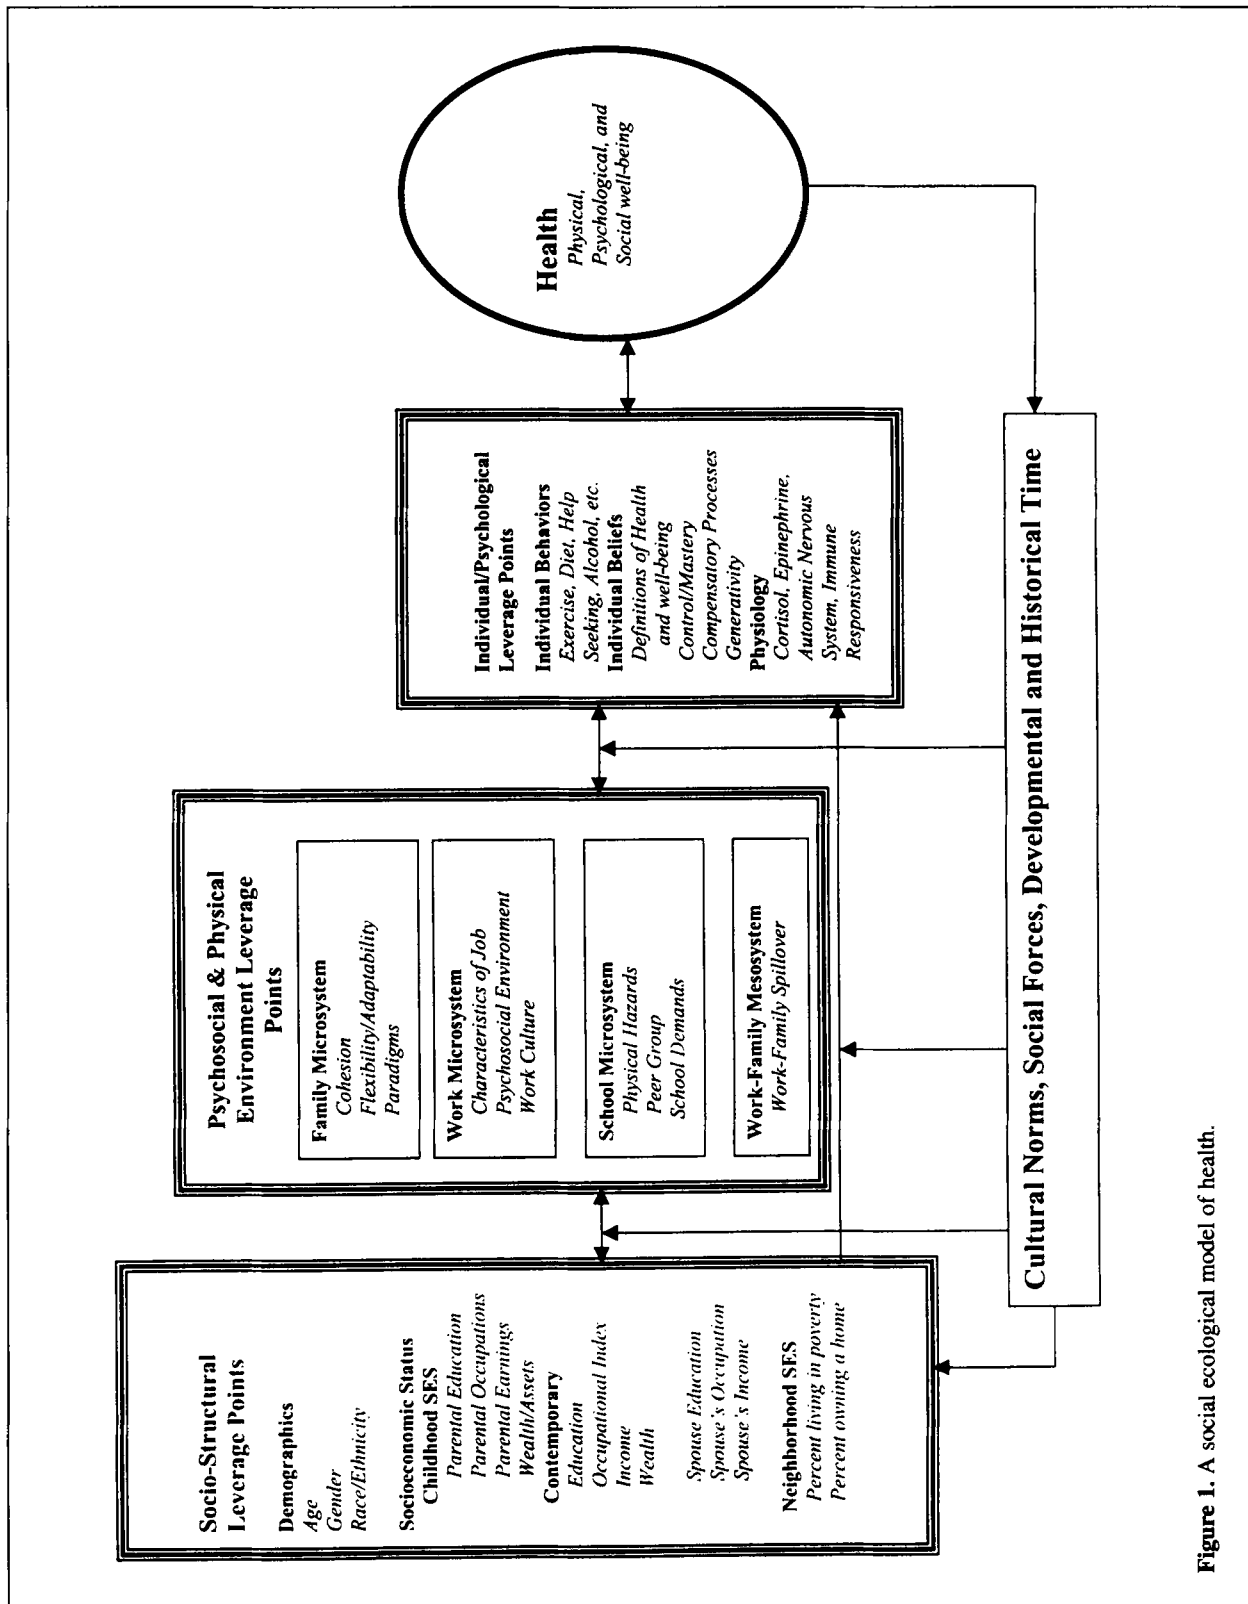 Socio-Structural
Leverage Points
Demographics
Age
Gender
Race/Ethnicity
Socioeconomic Status
Childhood SES
Parental Education
Parental Occupations
Parental Earnings
Wealth/Assets
Contemporary
Education
Occupational Index
Income
Wealth
Spouse Education
Spouse's Occupation
Spouse's Income
Neighborhood SES
Percent living in poverty
Percent owning a home
Psychosocial & Physical
Environment Leverage
Points
Family Microsystem
Cohesion
Flexibility/Adaptability
Paradigms
Work Microsystem
Characteristics of Job
Psychosocial Environment
Work Culture
School Microsystem
Physical Hazards
Peer Group
School Demands
Work-Family Mesosystem
Work-Family Spillover
Individual/Psychological
Leverage Points
Individual Behaviors
Exercise, Diet, Help
Seeking, Alcohol, etc.
Individual Beliefs
Definitions of Health
and well-being
Control/Mastery
Compensatory Processes
Generativity
Physiology
Cortisol, Epinephrine,
Autonomic Nervous
System, Immune
Responsiveness
Health
Physical,
Psychological, and
Social well-being
Cultural Norms, Social Forces, Developmental and Historical Time
Figure 1. A social ecological model of health.